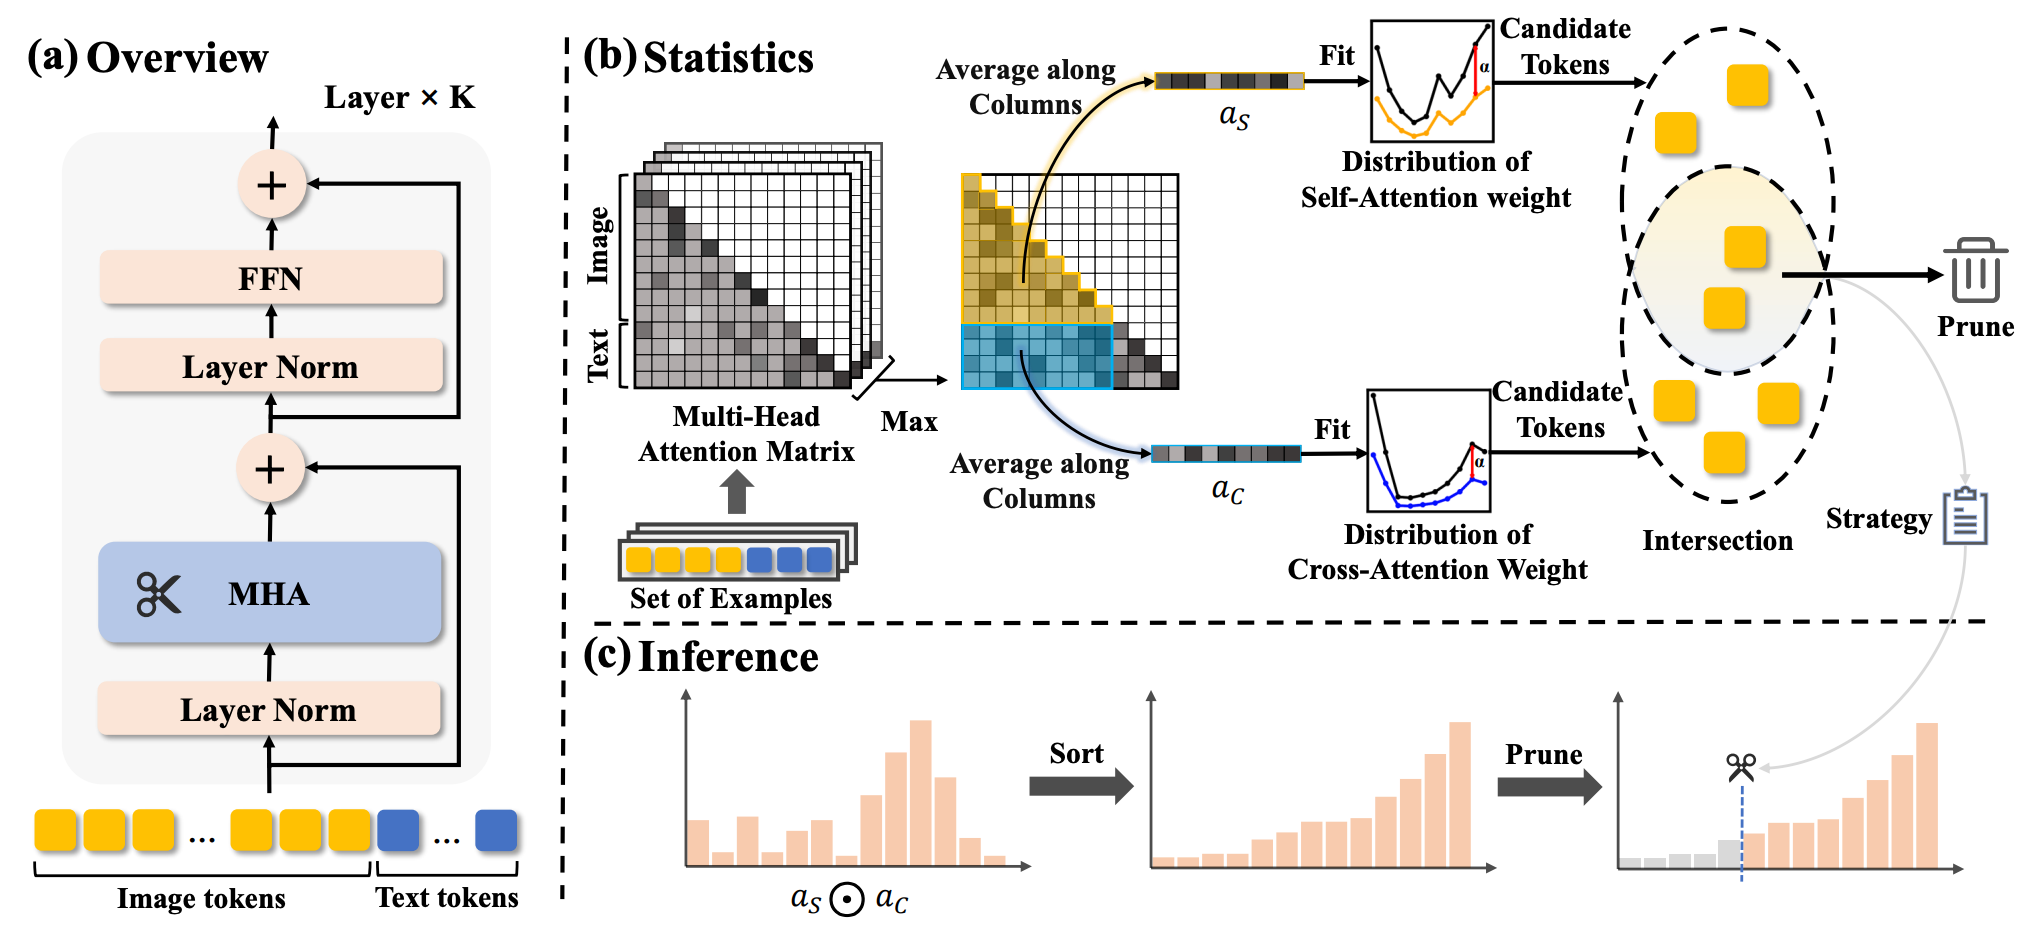 (a) Overview
Layer × K
+
FFN
Layer Norm
+
MHA
Layer Norm
...
...
Image tokens
Text tokens
(b) Statistics
Image
Text
Multi-Head
Attention Matrix
Set of Examples
Max
Average along
Columns
a_S
Fit
α
Distribution of
Self-Attention weight
Candidate
Tokens
Average along
Columns
a_C
Fit
α
Distribution of
Cross-Attention Weight
Candidate
Tokens
Intersection
Prune
Strategy
(c) Inference
a_S ⊙ a_C
Sort
Prune